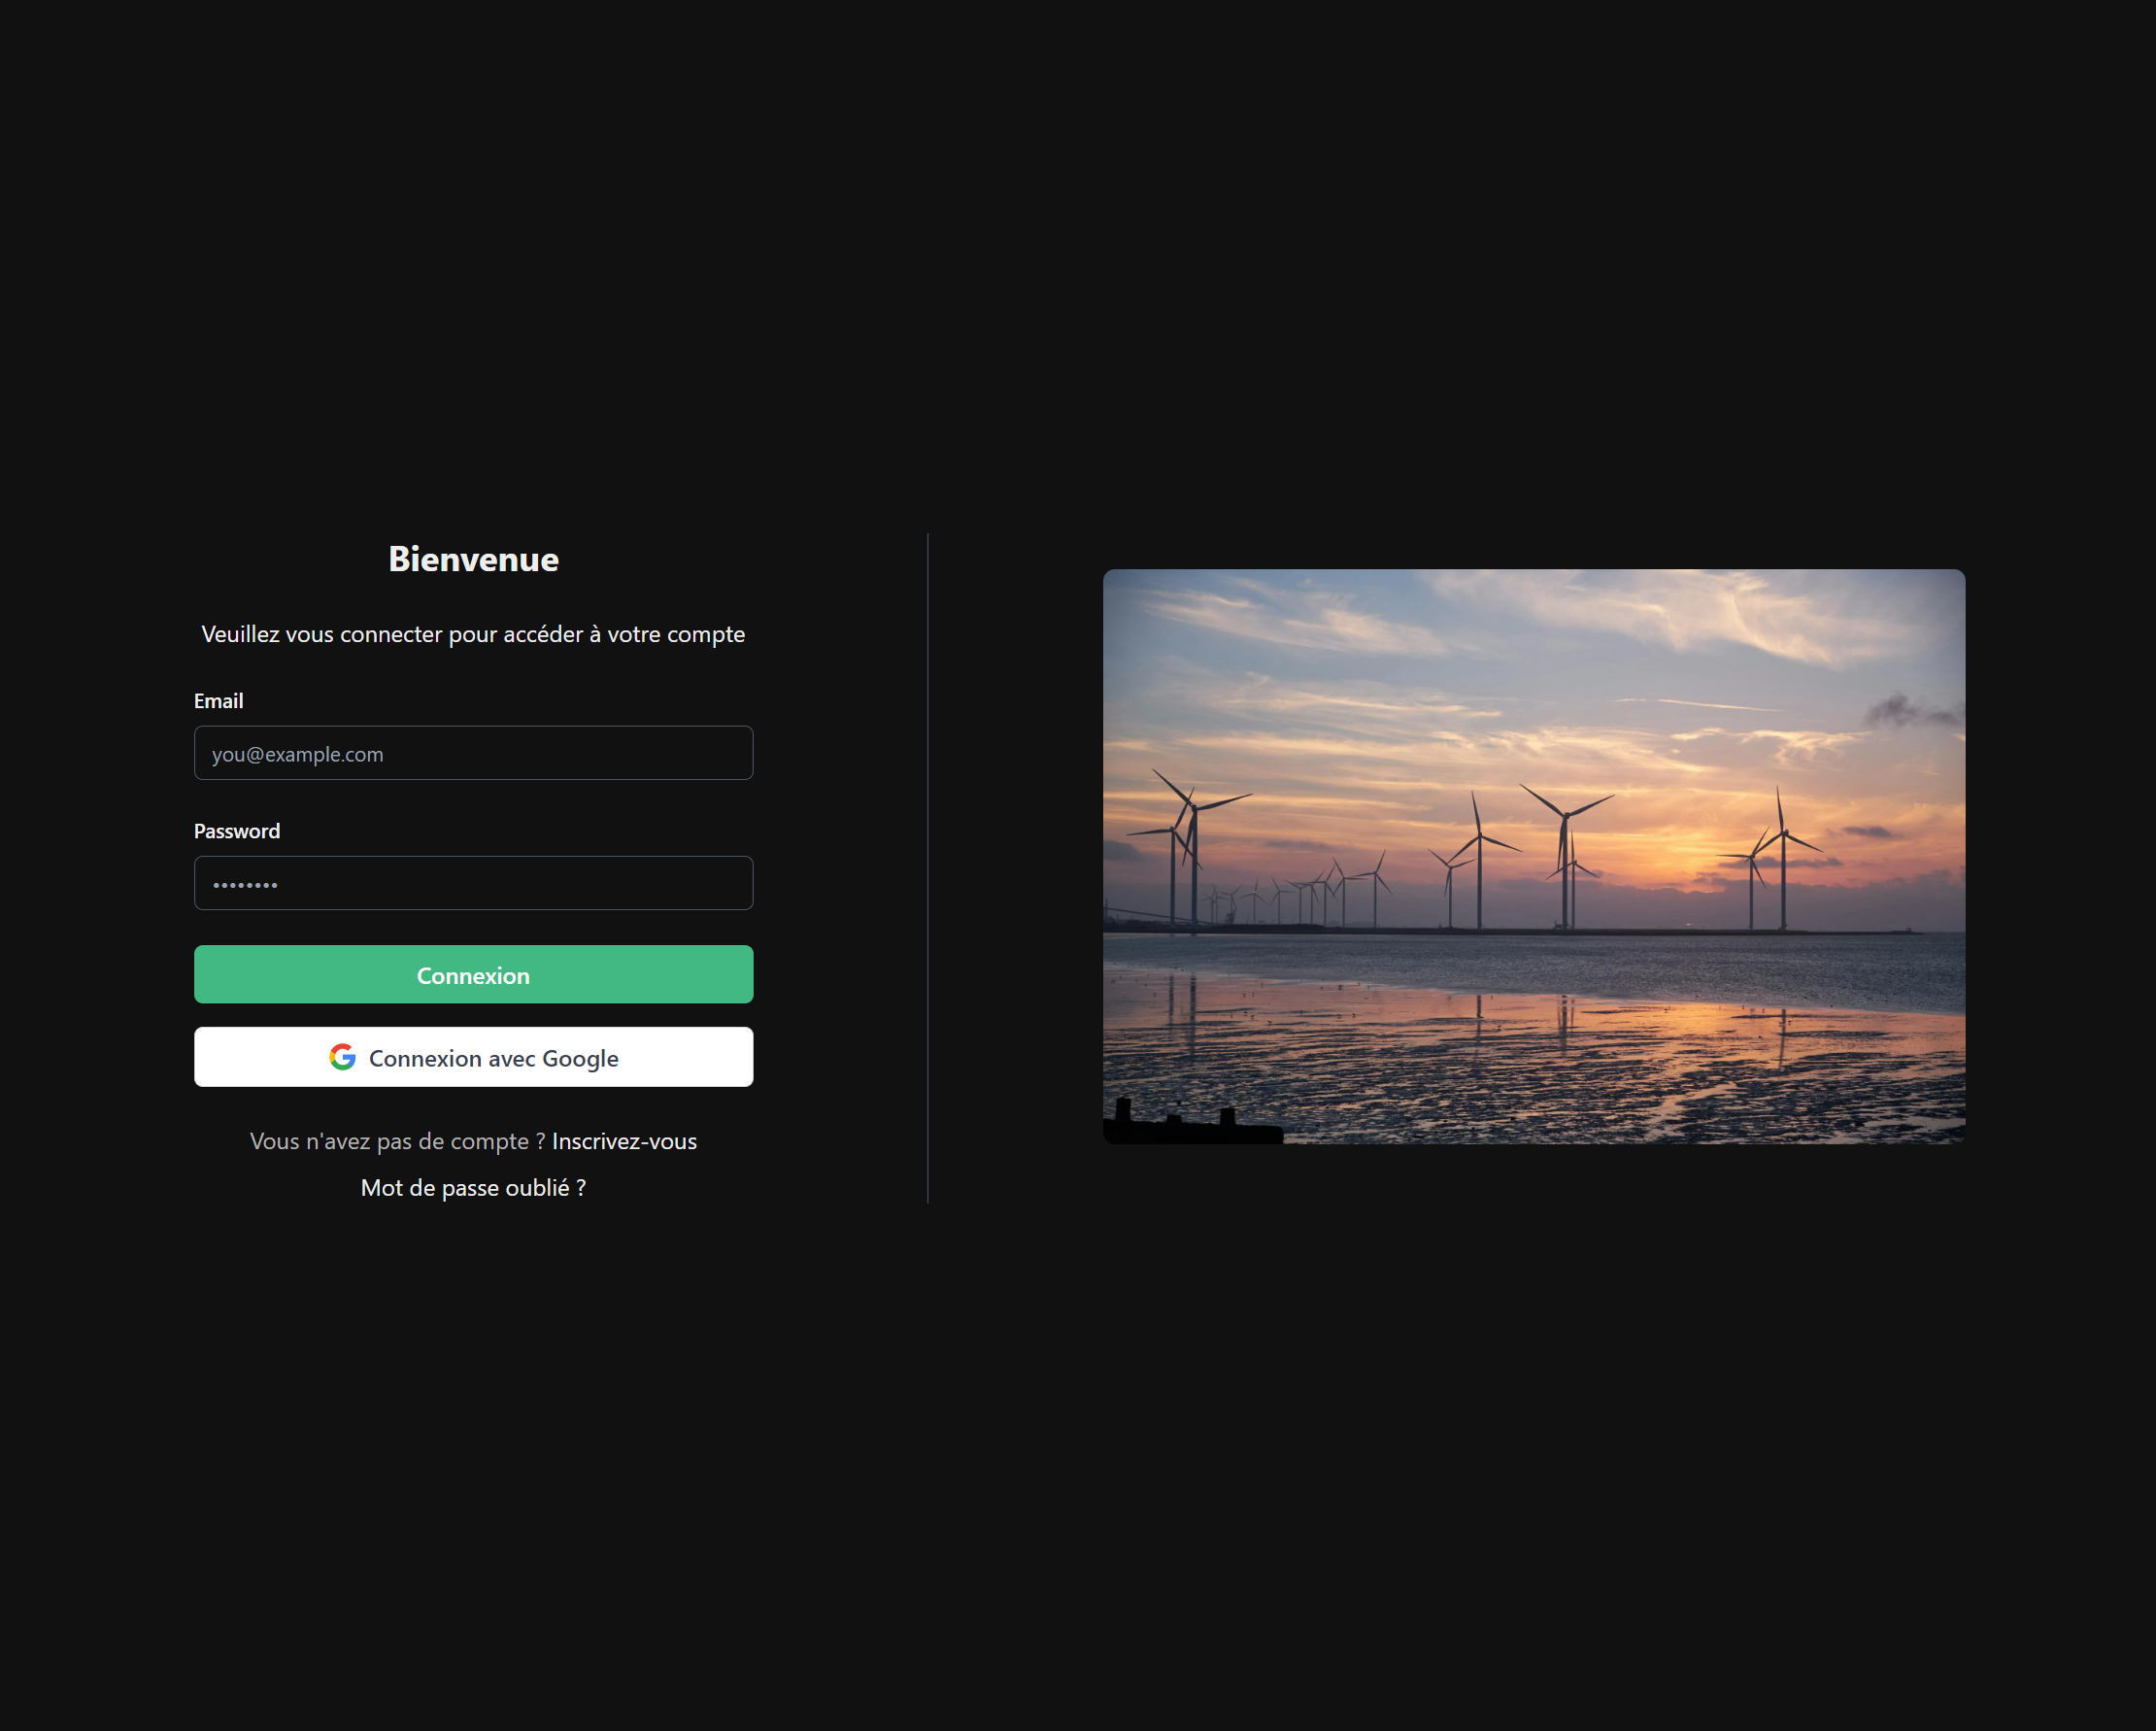 Bienvenue
Veuillez vous connecter pour accéder à votre compte
Email
you@example.com
Password
••••••••
Connexion
Connexion avec Google
Vous n'avez pas de compte ? Inscrivez-vous
Mot de passe oublié ?